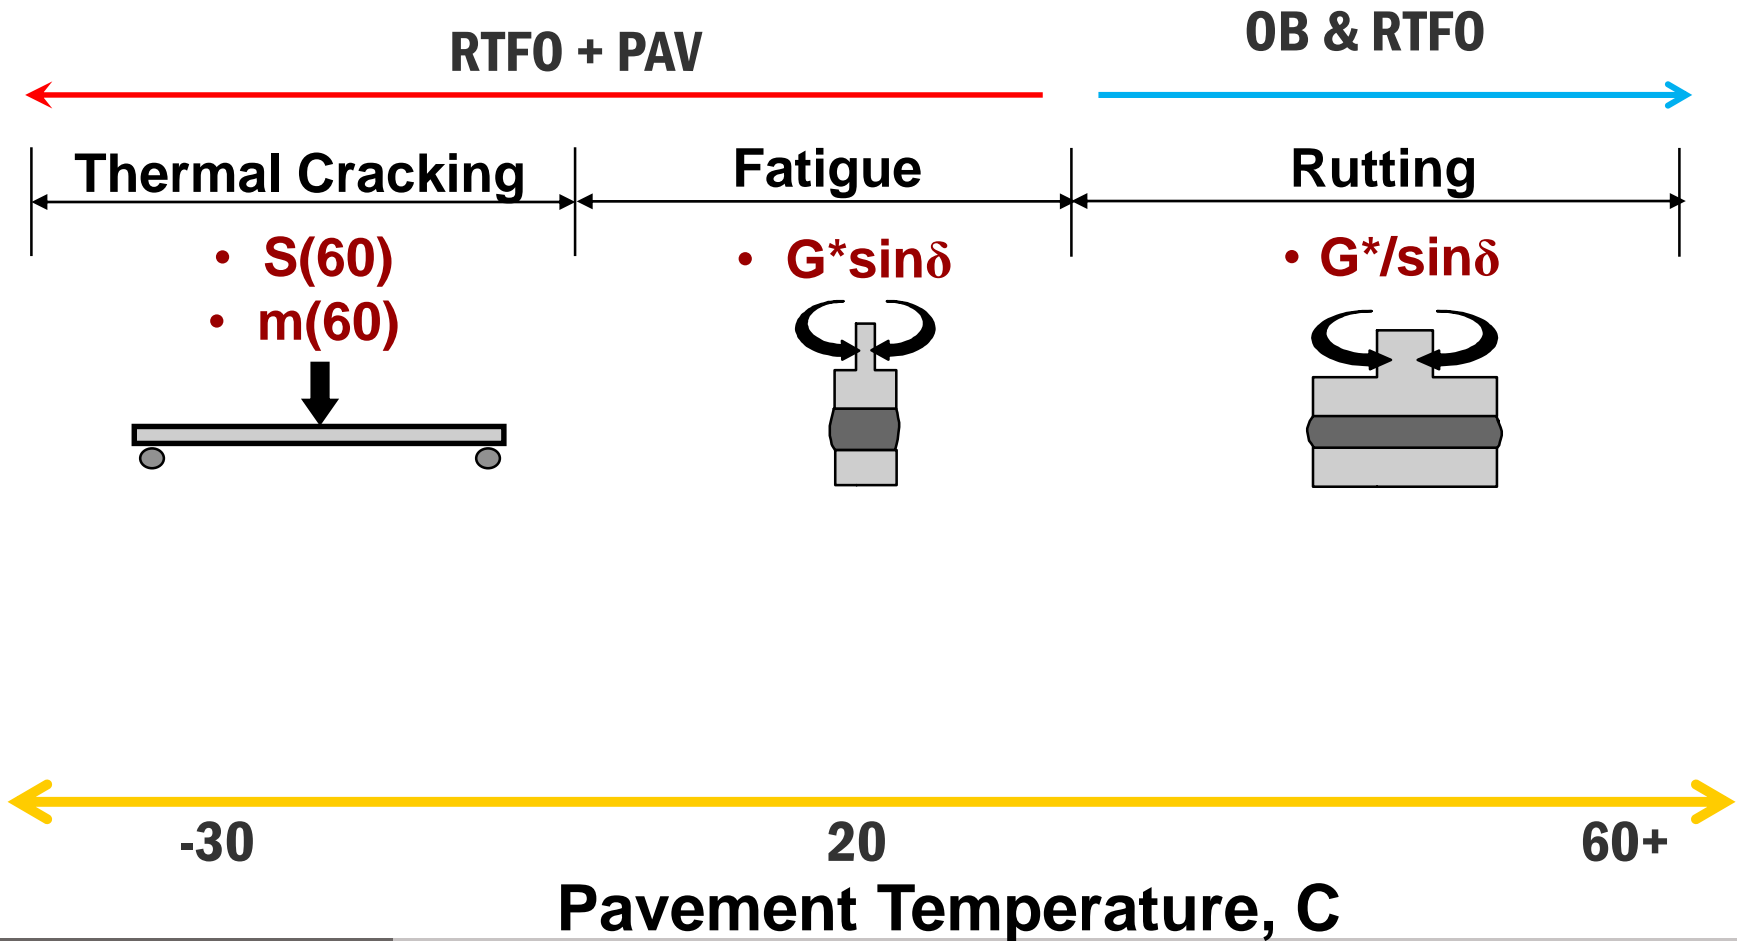 RTFO + PAV
OB & RTFO
Thermal Cracking
Fatigue
Rutting
• S(60)
• m(60)
• G*sinδ
• G*/sinδ
-30
20
60+
Pavement Temperature, C